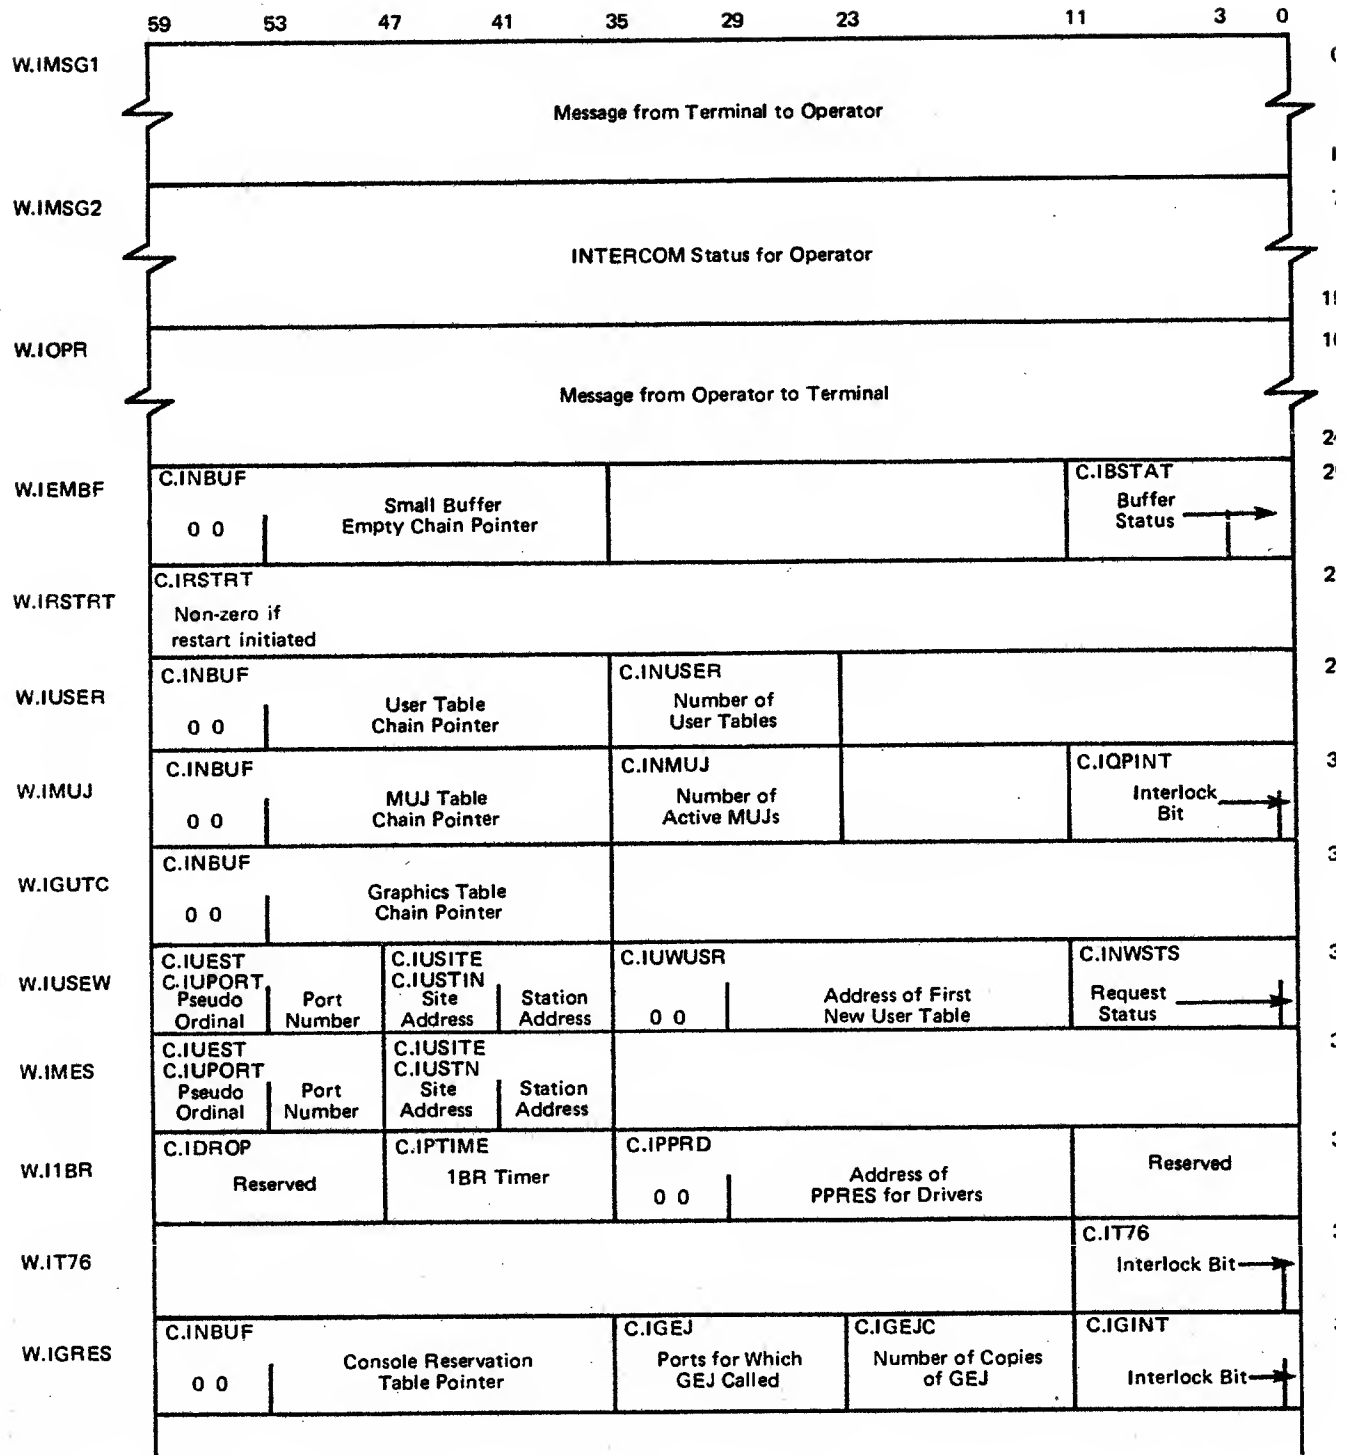 59 53 47 41 35 29 23 11 3 0
W.IMSG1
Message from Terminal to Operator
W.IMSG2
INTERCOM Status for Operator
W.IOPR
Message from Operator to Terminal
W.IEMBF
C.INBUF
0 0
Small Buffer
Empty Chain Pointer
C.IBSTAT
Buffer
Status
W.IRSTRT
C.IRSTRT
Non-zero if
restart initiated
W.IUSER
C.INBUF
0 0
User Table
Chain Pointer
C.INUSER
Number of
User Tables
W.IMUJ
C.INBUF
0 0
MUJ Table
Chain Pointer
C.INMUJ
Number of
Active MUJs
C.IOPINT
Interlock
Bit
W.IGUTC
C.INBUF
0 0
Graphics Table
Chain Pointer
W.IUSEW
C.IUEST
C.IUPORT
Pseudo
Ordinal
Port
Number
C.IUSITE
C.IUSTIN
Site
Address
Station
Address
C.IUWUSR
0 0
Address of First
New User Table
C.INWSTS
Request
Status
W.IMES
C.IUEST
C.IUPORT
Pseudo
Ordinal
Port
Number
C.IUSITE
C.IUSTN
Site
Address
Station
Address
W.I1BR
C.IDROP
Reserved
C.IPTIME
1BR Timer
C.IPPRD
0 0
Address of
PPRES for Drivers
Reserved
W.IT76
C.IT76
Interlock Bit
W.IGRES
C.INBUF
0 0
Console Reservation
Table Pointer
C.IGEJ
Ports for Which
GEJ Called
C.IGEJC
Number of Copies
of GEJ
C.IGINT
Interlock Bit